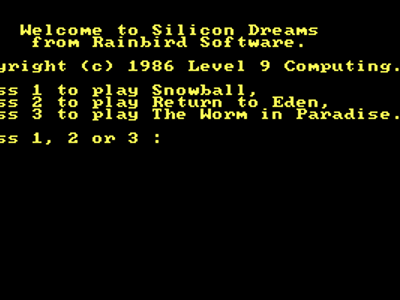 Welcome to Silicon Dreams
from Rainbird Software.
yright (c) 1986 Level 9 Computing.
ss 1 to play Snowball,
ss 2 to play Return to Eden,
ss 3 to play The Worm in Paradise.
ss 1, 2 or 3 :